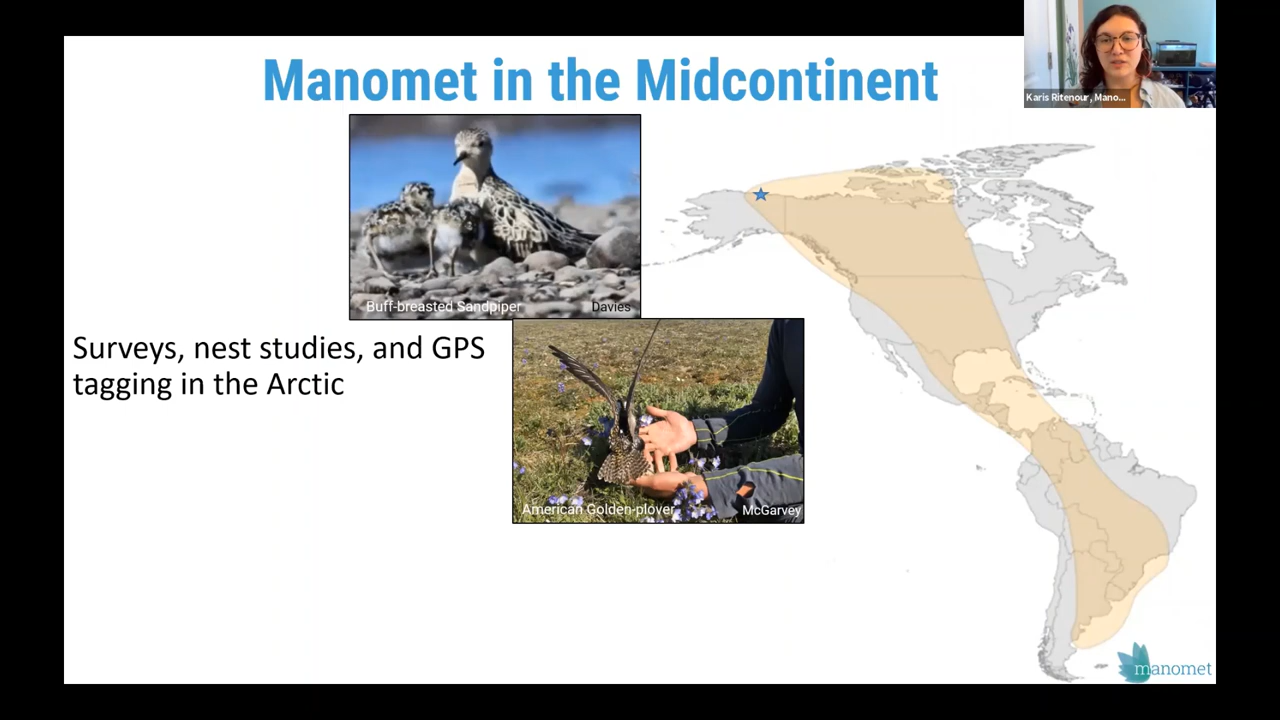 Manomet in the Midcontinent
Karis Ritenour, Mano...
Buff-breasted Sandpiper
Davies
Surveys, nest studies, and GPS
tagging in the Arctic
American Golden-plover
McGarvey
manomet